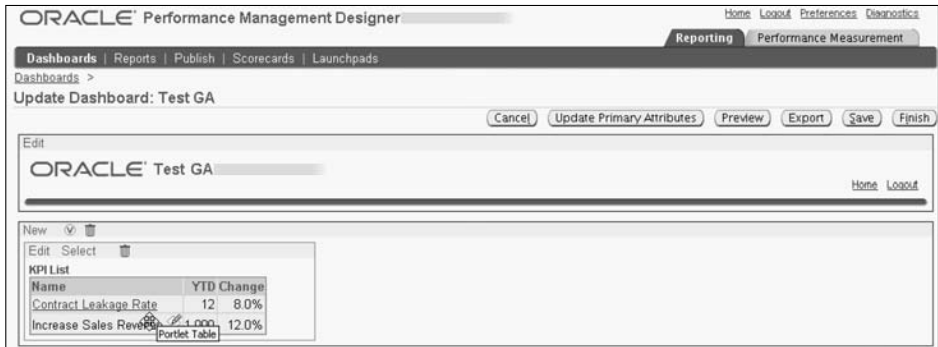 ORACLE Performance Management Designer
Home Logout Preferences Diagnostics
Reporting Performance Measurement
Dashboards | Reports | Publish | Scorecards | Launchpads
Dashboards >
Update Dashboard: Test GA
Cancel Update Primary Attributes Preview Export Save Finish
Edit
ORACLE Test GA
Home Logout
New
Edit Select
KPI List
Name YTD Change
Contract Leakage Rate 12 8.0%
Increase Sales 1,000 12.0%
Portlet Table